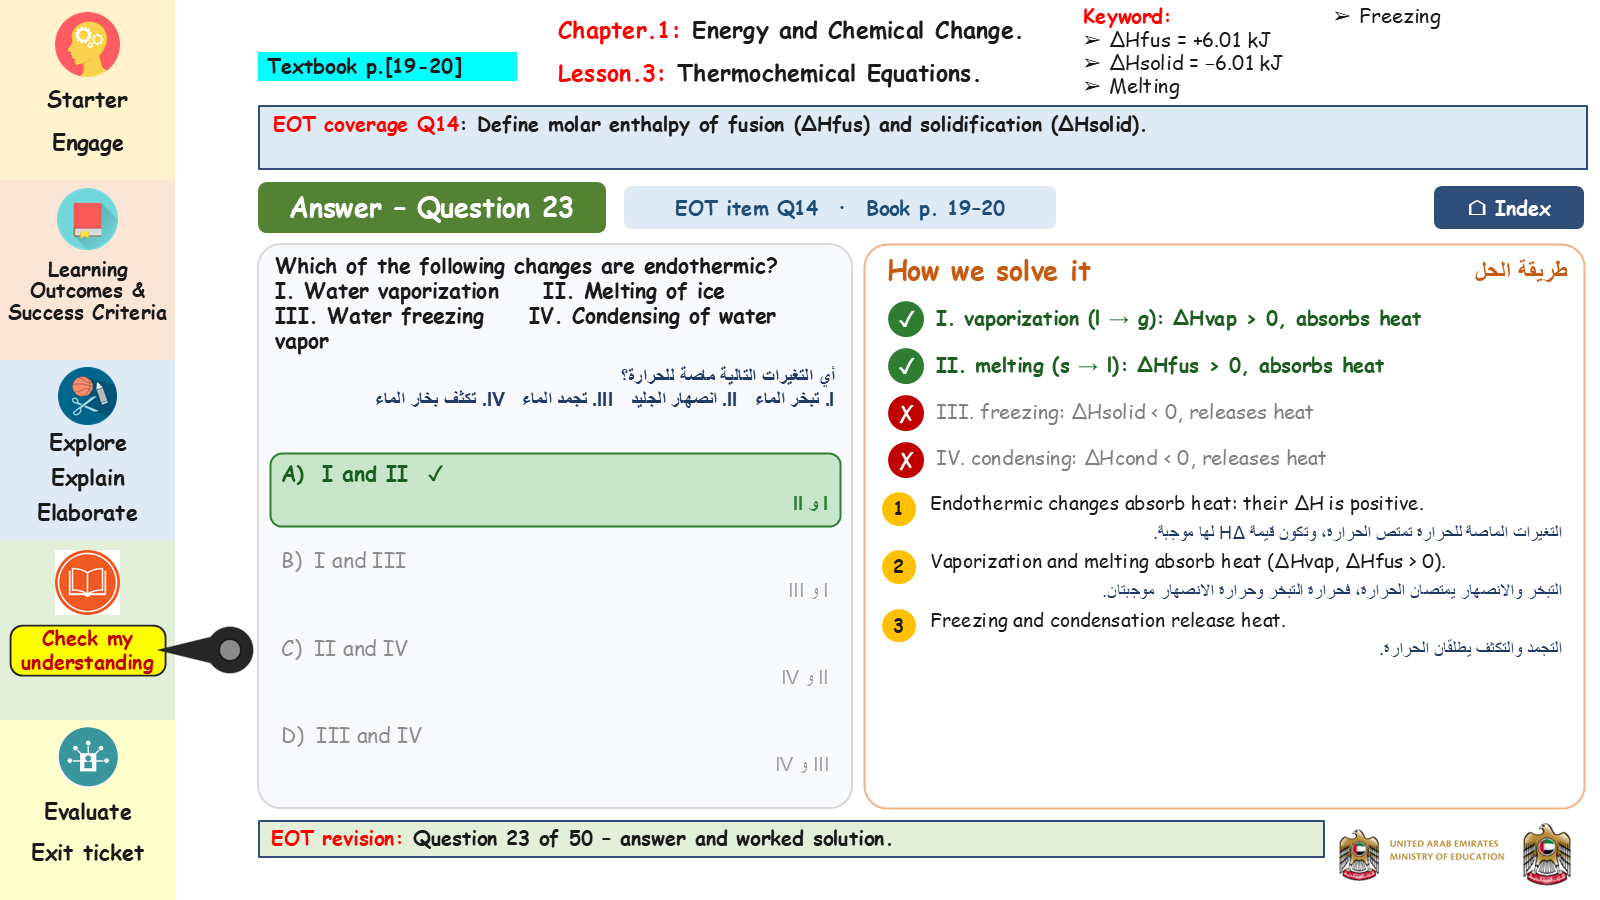 Starter
Engage
Learning
Outcomes &
Success Criteria
Explore
Explain
Elaborate
Check my
understanding
Evaluate
Exit ticket
Textbook p.[19-20]
Chapter.1: Energy and Chemical Change.
Lesson.3: Thermochemical Equations.
Keyword:
➢ ΔHfus = +6.01 kJ
➢ ΔHsolid = −6.01 kJ
➢ Melting
➢ Freezing
EOT coverage Q14: Define molar enthalpy of fusion (ΔHfus) and solidification (ΔHsolid).
Answer – Question 23
EOT item Q14 · Book p. 19–20
☖ Index
Which of the following changes are endothermic?
I. Water vaporization II. Melting of ice
III. Water freezing IV. Condensing of water
vapor
أي التغيرات التالية ماصة للحرارة؟
I. تبخر الماء II. انصهار الجليد III. تجمد الماء IV. تكثف بخار الماء
A) I and II ✓
I و II
B) I and III
I و III
C) II and IV
II و IV
D) III and IV
III و IV
How we solve it
طريقة الحل
✓ I. vaporization (l → g): ΔHvap > 0, absorbs heat
✓ II. melting (s → l): ΔHfus > 0, absorbs heat
✗ III. freezing: ΔHsolid < 0, releases heat
✗ IV. condensing: ΔHcond < 0, releases heat
1 Endothermic changes absorb heat: their ΔH is positive.
التغيرات الماصة للحرارة تمتص الحرارة، وتكون قيمة ΔH لها موجبة.
2 Vaporization and melting absorb heat (ΔHvap, ΔHfus > 0).
التبخر والانصهار يمتصان الحرارة، فحرارة التبخر وحرارة الانصهار موجبتان.
3 Freezing and condensation release heat.
التجمد والتكثف يطلقان الحرارة.
EOT revision: Question 23 of 50 – answer and worked solution.
UNITED ARAB EMIRATES
MINISTRY OF EDUCATION